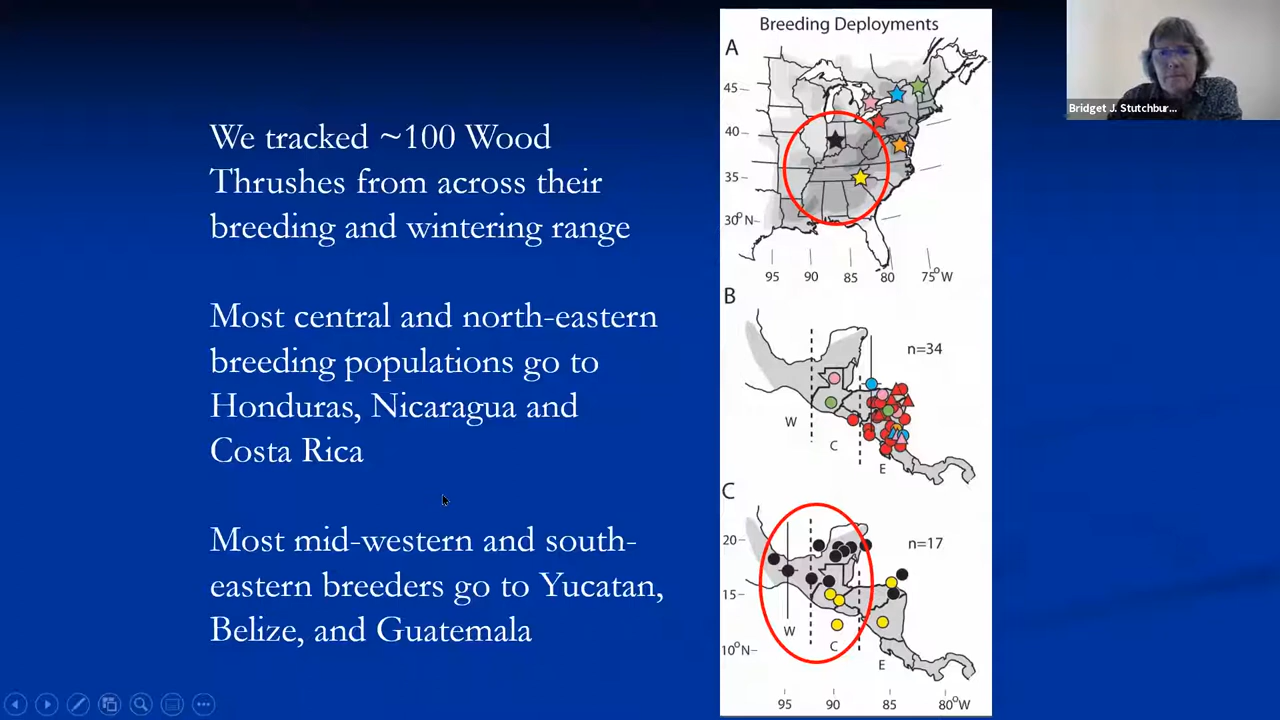 We tracked ~100 Wood
Thrushes from across their
breeding and wintering range
Most central and north-eastern
breeding populations go to
Honduras, Nicaragua and
Costa Rica
Most mid-western and south-
eastern breeders go to Yucatan,
Belize, and Guatemala
Breeding Deployments
A
45
40
35
30°N
95 90 85 80 75°W
B
n=34
W
C
E
C
20
n=17
15
W
C
10°N
E
95 90 85 80°W
Bridget J. Stutchbur...